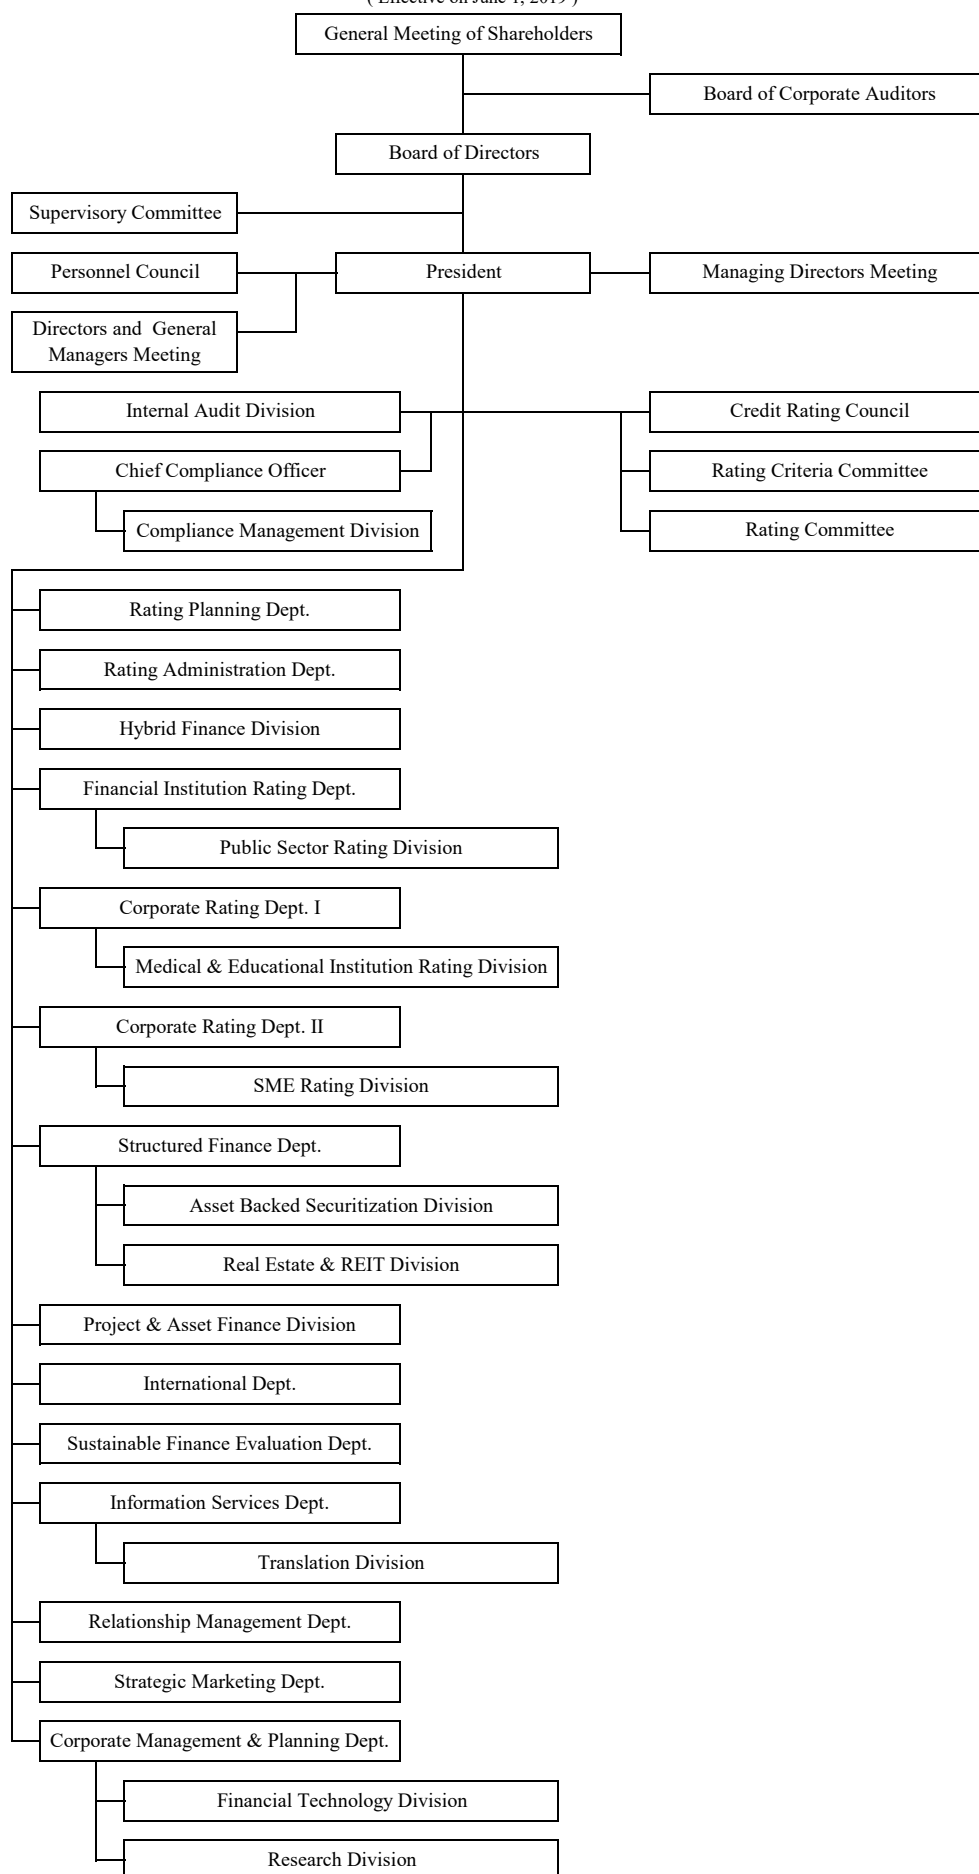 ( Effective on June 1, 2019 )
General Meeting of Shareholders
Board of Corporate Auditors
Board of Directors
Supervisory Committee
Personnel Council
President
Managing Directors Meeting
Directors and General
Managers Meeting
Internal Audit Division
Credit Rating Council
Chief Compliance Officer
Rating Criteria Committee
Compliance Management Division
Rating Committee
Rating Planning Dept.
Rating Administration Dept.
Hybrid Finance Division
Financial Institution Rating Dept.
Public Sector Rating Division
Corporate Rating Dept. I
Medical & Educational Institution Rating Division
Corporate Rating Dept. II
SME Rating Division
Structured Finance Dept.
Asset Backed Securitization Division
Real Estate & REIT Division
Project & Asset Finance Division
International Dept.
Sustainable Finance Evaluation Dept.
Information Services Dept.
Translation Division
Relationship Management Dept.
Strategic Marketing Dept.
Corporate Management & Planning Dept.
Financial Technology Division
Research Division